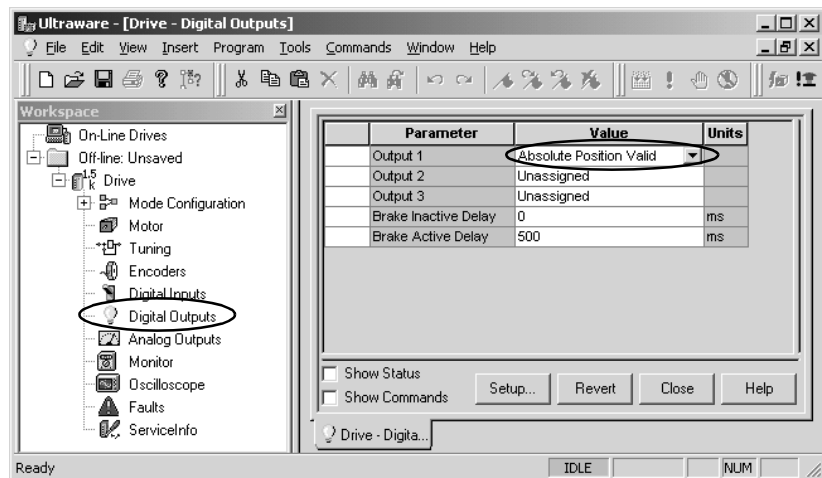 Ultraware - [Drive - Digital Outputs]
File Edit View Insert Program Tools Commands Window Help
Workspace
On-Line Drives
Off-line: Unsaved
1.5 k Drive
Mode Configuration
Motor
Tuning
Encoders
Digital Inputs
Digital Outputs
Analog Outputs
Monitor
Oscilloscope
Faults
ServiceInfo
Parameter Value Units
Output 1 Absolute Position Valid
Output 2 Unassigned
Output 3 Unassigned
Brake Inactive Delay 0 ms
Brake Active Delay 500 ms
Show Status
Show Commands
Setup... Revert Close Help
Drive - Digita...
Ready IDLE NUM